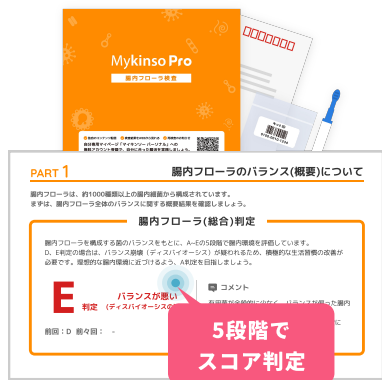 Mykinso Pro
腸内フローラ検査
PART 1
腸内フローラのバランス(概要)について
腸内フローラは、約1000種類以上の腸内細菌から構成されています。
まずは、腸内フローラ全体のバランスに関する概要結果を確認しましょう。
腸内フローラ(総合)判定
腸内フローラを構成する菌のバランスをもとに、A~Eの5段階で腸内環境を評価しています。
D、E判定の場合は、バランス崩壊(ディスバイオーシス)が疑われるため、積極的な生活習慣の改善が
必要です。理想的な腸内環境に近づけるよう、A判定を目指しましょう。
E 判定
バランスが悪い
(ディスバイオーシスの
コメント
前回：D 前々回： -
5段階で
スコア判定